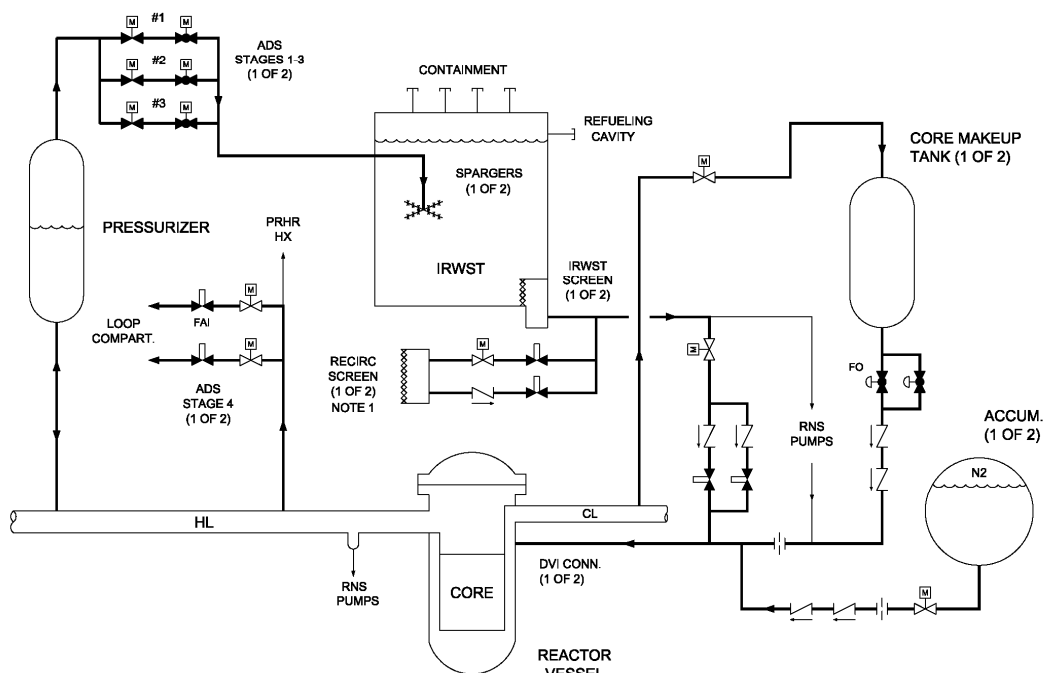 #1
M
M
#2
M
M
#3
M
M
ADS
STAGES 1-3
(1 OF 2)
CONTAINMENT
REFUELING
CAVITY
SPARGERS
(1 OF 2)
IRWST
IRWST
SCREEN
(1 OF 2)
M
CORE MAKEUP
TANK (1 OF 2)
PRESSURIZER
PRHR
HX
M
FAI
LOOP
COMPART.
M
ADS
STAGE 4
(1 OF 2)
RECIRC
SCREEN
(1 OF 2)
NOTE 1
M
M
FO
RNS
PUMPS
ACCUM.
(1 OF 2)
N2
HL
CL
RNS
PUMPS
CORE
DVI CONN.
(1 OF 2)
M
REACTOR
VESSEL